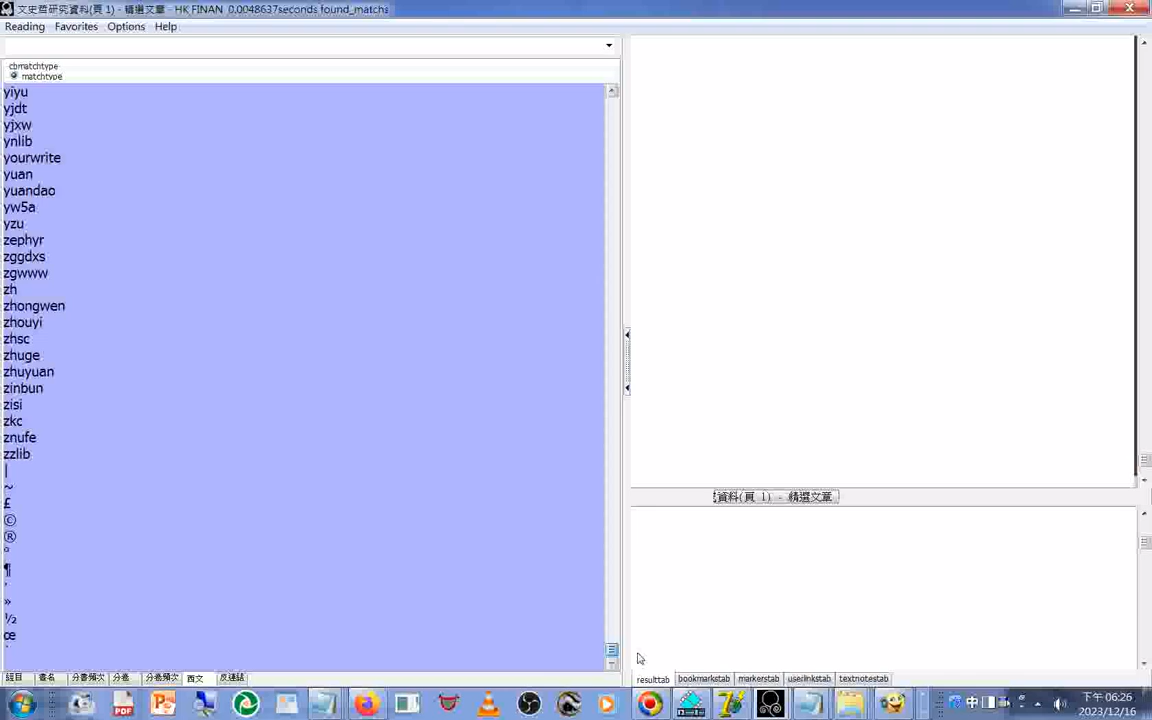 文史哲研究資料(頁 1) - 精選文章 - HK FINAN 0.0048637seconds found_matchs
Reading Favorites Options Help
cbmatchtype
matchtype
yiyu
yjdt
yjxw
ynlib
yourwrite
yuan
yuandao
yw5a
yzu
zephyr
zggdxs
zgwww
zh
zhongwen
zhouyi
zhsc
zhuge
zhuyuan
zinbun
zisi
zkc
znufe
zzlib
|
~
£
©
®
°
¶
»
½
œ
資料(頁 1) - 精選文章
經目 書名 分書頻次 分卷 分卷頻次 西文 反連詰
resulttab bookmarkstab markerstab userlinkstab textnotestab
中
下午 06:26
2023/12/16